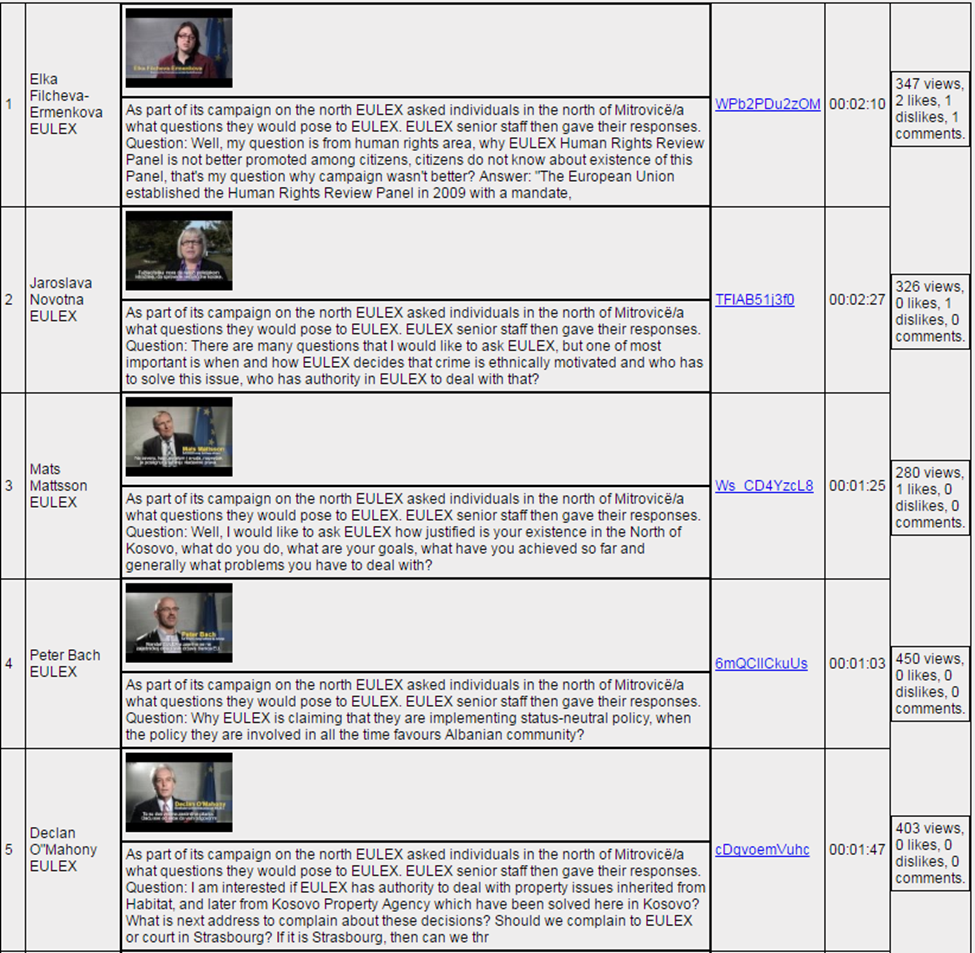 1
Elka
Filcheva-
Ermenkova
EULEX
Elka Filcheva-Ermenkova
As part of its campaign on the north EULEX asked individuals in the north of Mitrovicë/a
what questions they would pose to EULEX. EULEX senior staff then gave their responses.
Question: Well, my question is from human rights area, why EULEX Human Rights Review
Panel is not better promoted among citizens, citizens do not know about existence of this
Panel, that's my question why campaign wasn't better? Answer: "The European Union
established the Human Rights Review Panel in 2009 with a mandate,
WPb2PDu2zOM
00:02:10
347 views,
2 likes, 1
dislikes, 1
comments.
2
Jaroslava
Novotna
EULEX
As part of its campaign on the north EULEX asked individuals in the north of Mitrovicë/a
what questions they would pose to EULEX. EULEX senior staff then gave their responses.
Question: There are many questions that I would like to ask EULEX, but one of most
important is when and how EULEX decides that crime is ethnically motivated and who has
to solve this issue, who has authority in EULEX to deal with that?
TFIAB51j3f0
00:02:27
326 views,
0 likes, 1
dislikes, 0
comments.
3
Mats
Mattsson
EULEX
Mats Mattsson
As part of its campaign on the north EULEX asked individuals in the north of Mitrovicë/a
what questions they would pose to EULEX. EULEX senior staff then gave their responses.
Question: Well, I would like to ask EULEX how justified is your existence in the North of
Kosovo, what do you do, what are your goals, what have you achieved so far and
generally what problems you have to deal with?
Ws_CD4YzcL8
00:01:25
280 views,
1 likes, 0
dislikes, 0
comments.
4
Peter Bach
EULEX
Peter Bach
As part of its campaign on the north EULEX asked individuals in the north of Mitrovicë/a
what questions they would pose to EULEX. EULEX senior staff then gave their responses.
Question: Why EULEX is claiming that they are implementing status-neutral policy, when
the policy they are involved in all the time favours Albanian community?
6mQCIlCkuUs
00:01:03
450 views,
0 likes, 0
dislikes, 0
comments.
5
Declan
O"Mahony
EULEX
Declan O'Mahony
As part of its campaign on the north EULEX asked individuals in the north of Mitrovicë/a
what questions they would pose to EULEX. EULEX senior staff then gave their responses.
Question: I am interested if EULEX has authority to deal with property issues inherited from
Habitat, and later from Kosovo Property Agency which have been solved here in Kosovo?
What is next address to complain about these decisions? Should we complain to EULEX
or court in Strasbourg? If it is Strasbourg, then can we thr
cDqvoemVuhc
00:01:47
403 views,
0 likes, 0
dislikes, 0
comments.